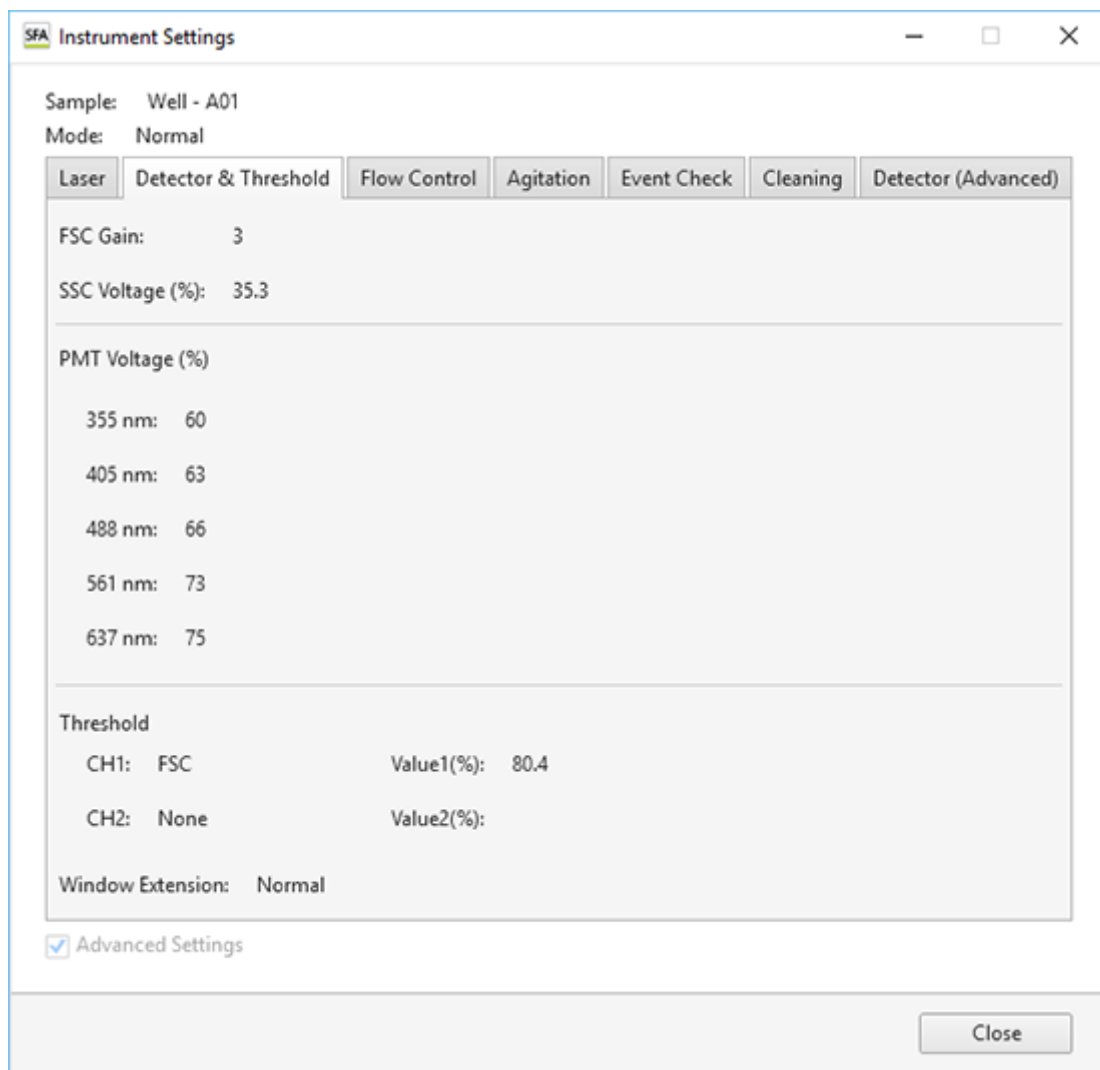 SFA Instrument Settings
Sample: Well - A01
Mode: Normal
Laser Detector & Threshold Flow Control Agitation Event Check Cleaning Detector (Advanced)
FSC Gain: 3
SSC Voltage (%): 35.3
PMT Voltage (%)
355 nm: 60
405 nm: 63
488 nm: 66
561 nm: 73
637 nm: 75
Threshold
CH1: FSC Value1(%): 80.4
CH2: None Value2(%):
Window Extension: Normal
Advanced Settings
Close